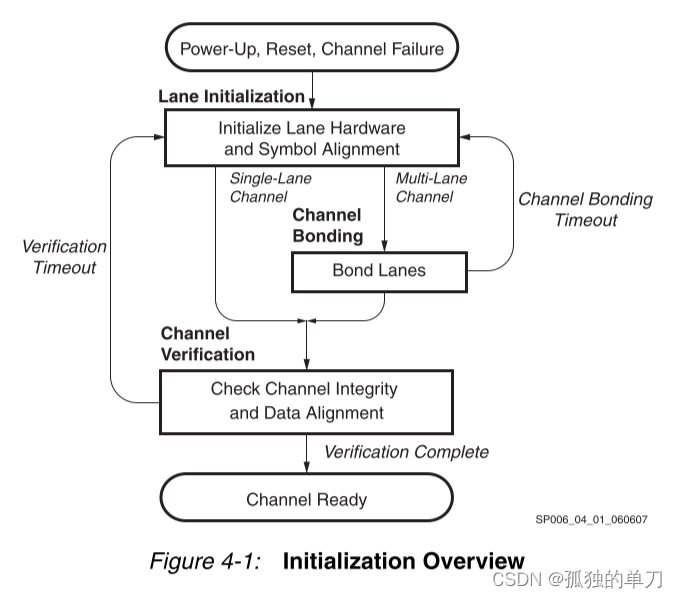 Power-Up, Reset, Channel Failure
Lane Initialization
Initialize Lane Hardware
and Symbol Alignment
Single-Lane
Channel
Multi-Lane
Channel
Channel Bonding
Timeout
Channel
Bonding
Verification
Timeout
Bond Lanes
Channel
Verification
Check Channel Integrity
and Data Alignment
Verification Complete
Channel Ready
SP006_04_01_060607
Figure 4-1: Initialization Overview
CSDN @孤独的单刀